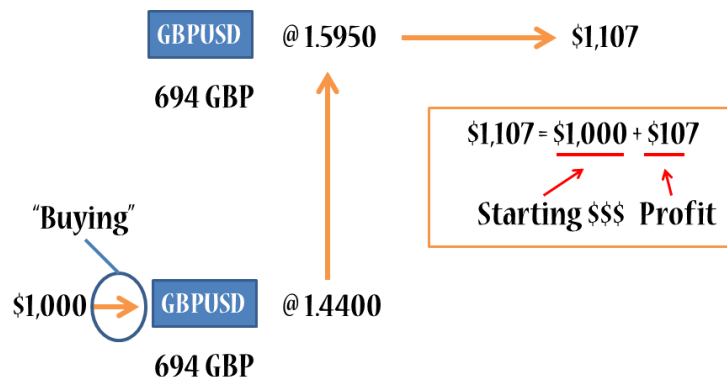 GBPUSD @ 1.5950 $1,107
694 GBP
$1,107 = $1,000 + $107
Starting $$$ Profit
"Buying"
$1,000 GBPUSD @ 1.4400
694 GBP